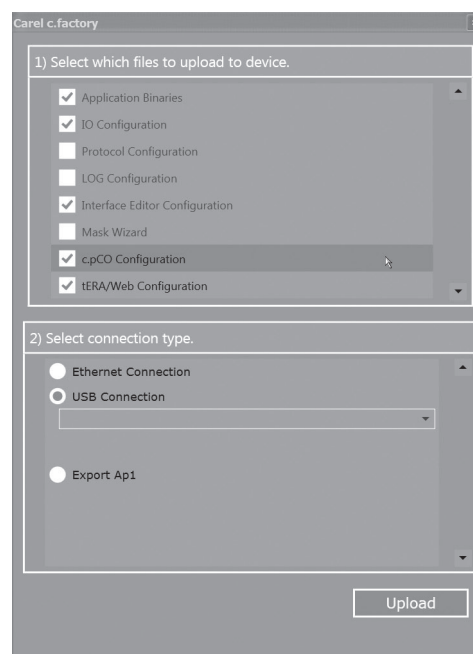 Carel c.factory
1) Select which files to upload to device.
Application Binaries
IO Configuration
Protocol Configuration
LOG Configuration
Interface Editor Configuration
Mask Wizard
c.pCO Configuration
tERA/Web Configuration
2) Select connection type.
Ethernet Connection
USB Connection
Export Ap1
Upload